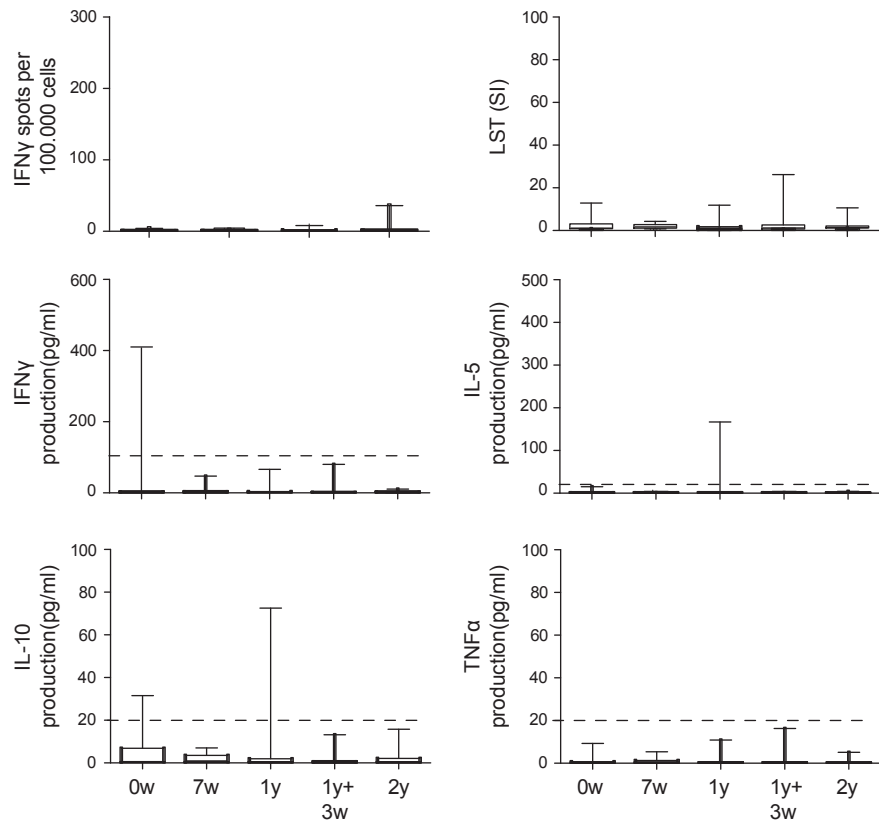 IFNγ spots per
100.000 cells
300
200
100
0
LST (SI)
100
80
60
40
20
0
IFNγ
production(pg/ml)
600
400
200
0
IL-5
production(pg/ml)
500
400
300
200
100
0
IL-10
production(pg/ml)
100
80
60
40
20
0
0w 7w 1y 1y+ 2y
3w
TNFα
production(pg/ml)
100
80
60
40
20
0
0w 7w 1y 1y+ 2y
3w